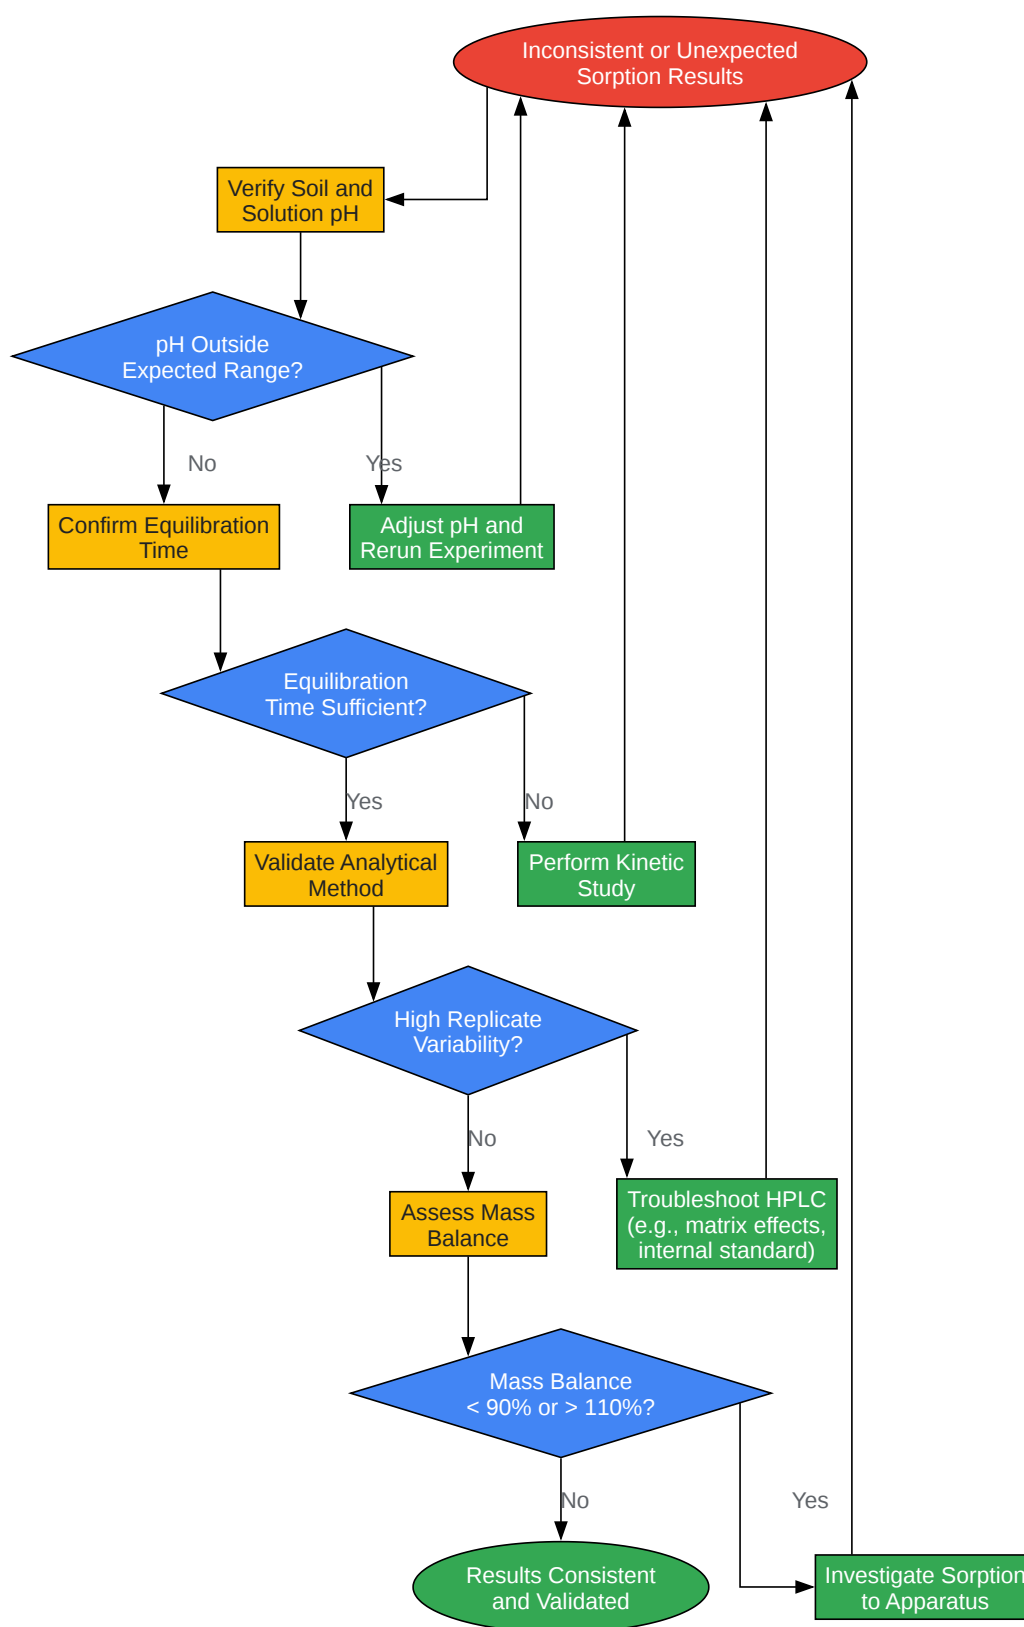 Inconsistent or Unexpected
Sorption Results
Verify Soil and
Solution pH
pH Outside
Expected Range?
No
Yes
Confirm Equilibration
Time
Adjust pH and
Rerun Experiment
Equilibration
Time Sufficient?
Yes
No
Validate Analytical
Method
Perform Kinetic
Study
High Replicate
Variability?
No
Yes
Assess Mass
Balance
Troubleshoot HPLC
(e.g., matrix effects,
internal standard)
Mass Balance
< 90% or > 110%?
No
Yes
Results Consistent
and Validated
Investigate Sorption
to Apparatus